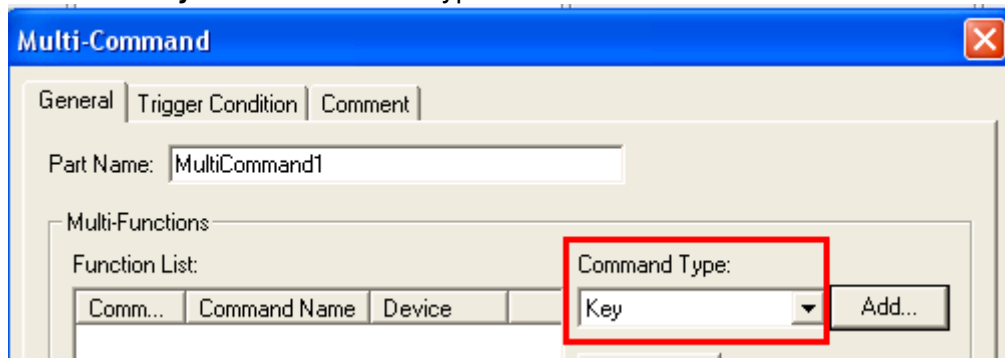 Multi-Command
General Trigger Condition Comment
Part Name: MultiCommand1
Multi-Functions
Function List:
Command Type:
Comm... Command Name Device
Key
Add...